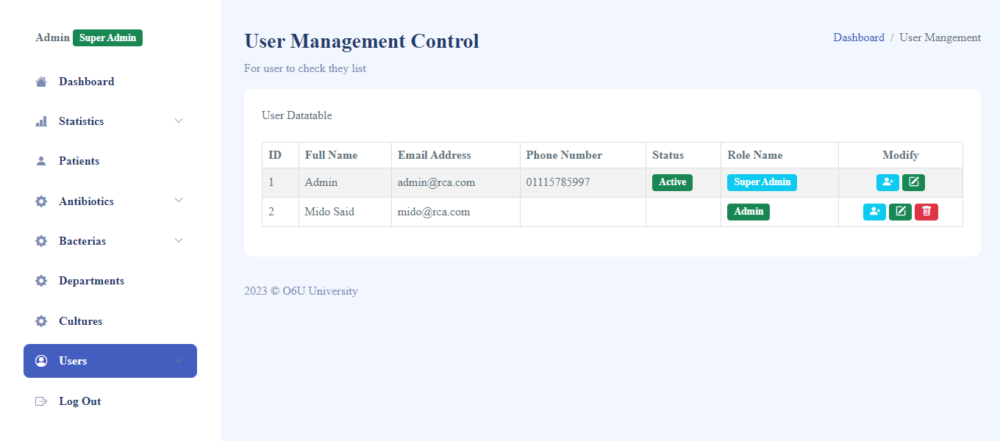 Admin Super Admin
Dashboard
Statistics
Patients
Antibiotics
Bacterias
Departments
Cultures
Users
Log Out
User Management Control
For user to check they list
Dashboard / User Mangement
User Datatable
ID Full Name Email Address Phone Number Status Role Name Modify
1 Admin admin@rca.com 01115785997 Active Super Admin
2 Mido Said mido@rca.com Admin
2023 © O6U University